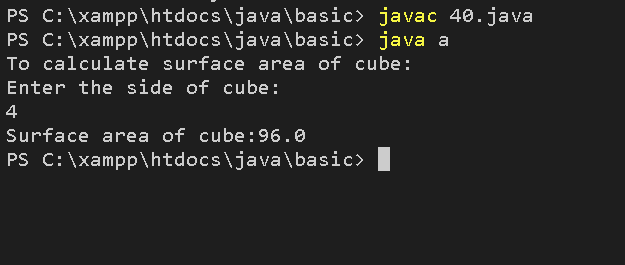 PS C:\xampp\htdocs\java\basic> javac 40.java
PS C:\xampp\htdocs\java\basic> java a
To calculate surface area of cube:
Enter the side of cube:
4
Surface area of cube:96.0
PS C:\xampp\htdocs\java\basic>